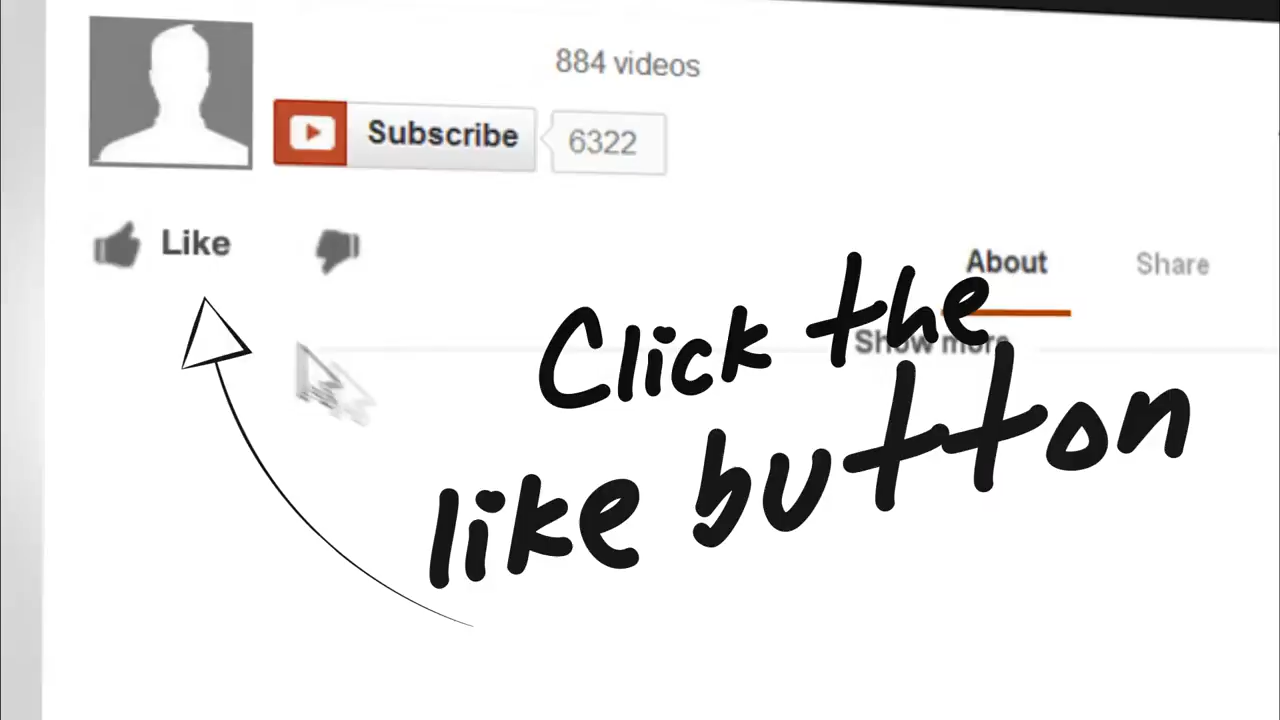 884 videos
Subscribe 6322
Like
About Share
Show more
Click the
like button